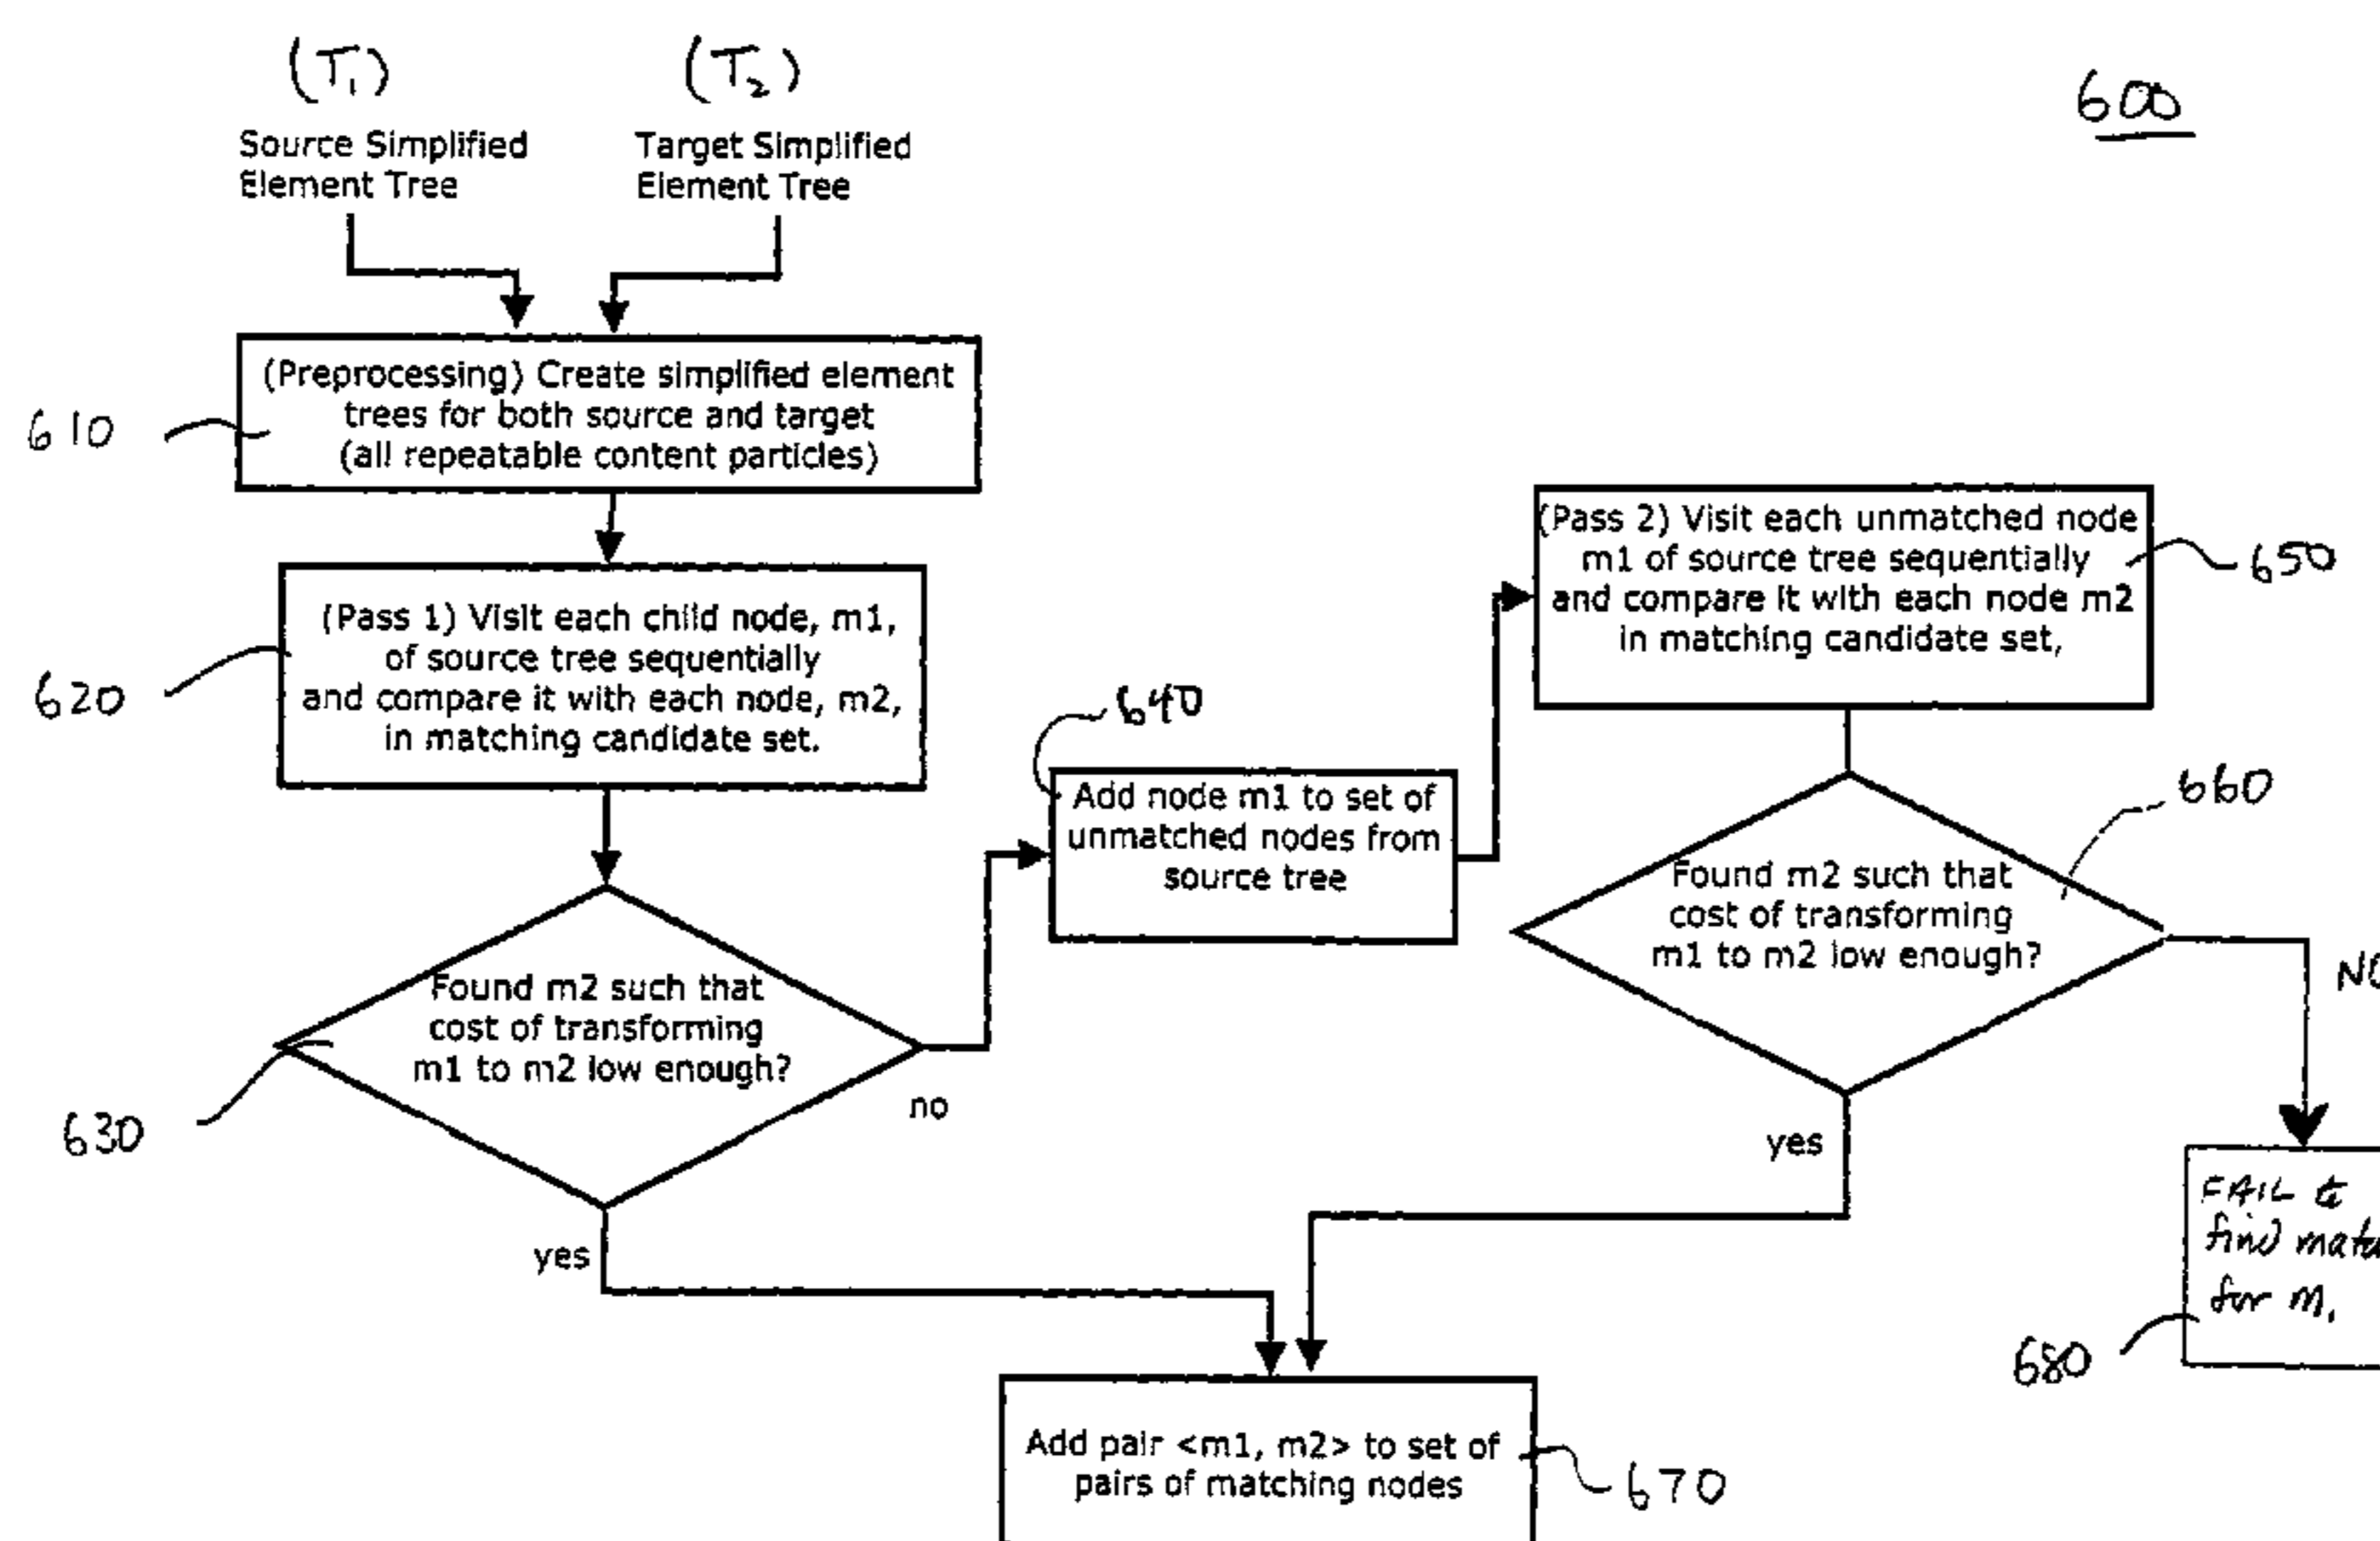 (T₁)
(T₂)
600
Source Simplified
Element Tree
Target Simplified
Element Tree
610
(Preprocessing) Create simplified element
trees for both source and target
(all repeatable content particles)
620
(Pass 1) Visit each child node, m1,
of source tree sequentially
and compare it with each node, m2,
in matching candidate set.
630
Found m2 such that
cost of transforming
m1 to m2 low enough?
no
yes
640
Add node m1 to set of
unmatched nodes from
source tree
(Pass 2) Visit each unmatched node
m1 of source tree sequentially
and compare it with each node m2
in matching candidate set,
650
660
Found m2 such that
cost of transforming
m1 to m2 low enough?
NO
yes
FAIL to
find
for m₁
680
Add pair <m1, m2> to set of
pairs of matching nodes
670